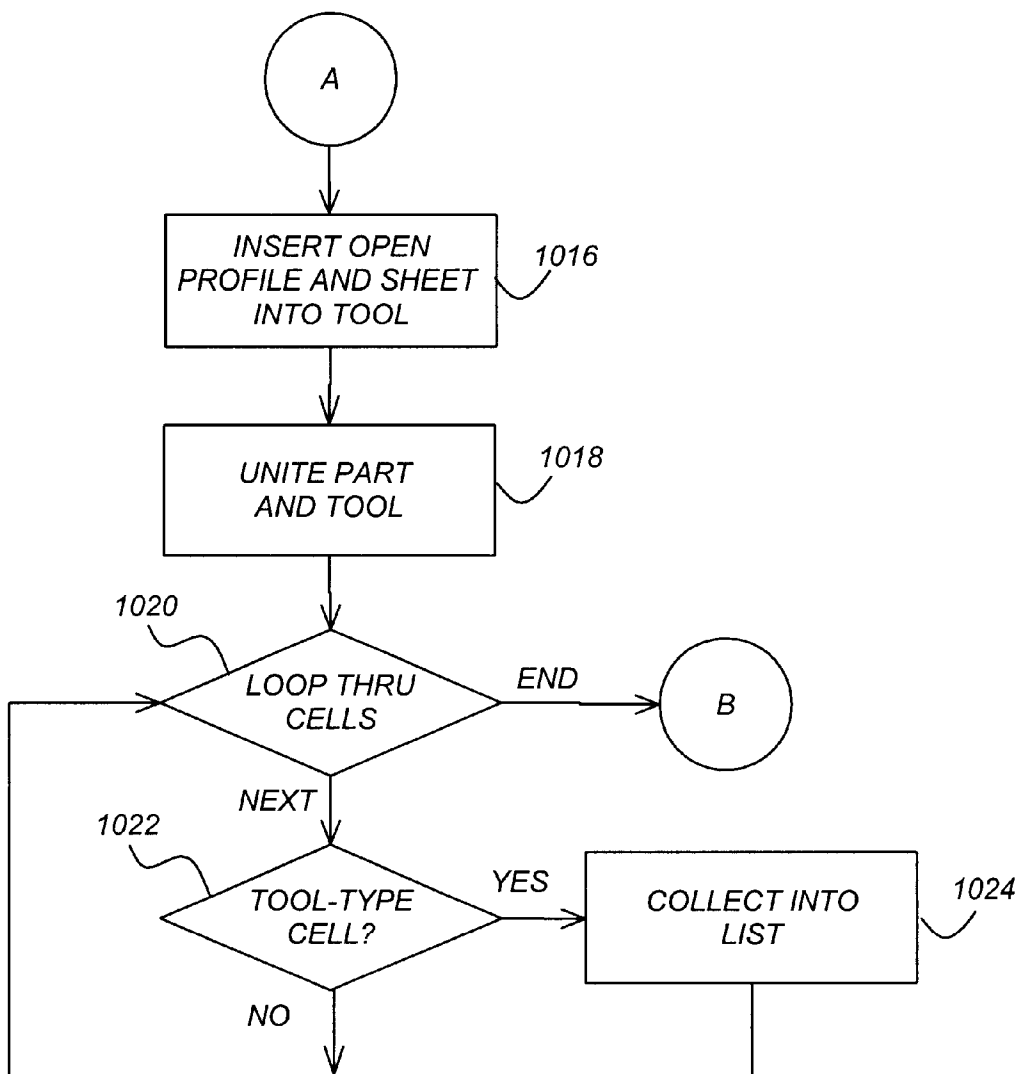 A
INSERT OPEN
PROFILE AND SHEET
INTO TOOL
1016
UNITE PART
AND TOOL
1018
1020
LOOP THRU
CELLS
END
B
NEXT
1022
TOOL-TYPE
CELL?
YES
COLLECT INTO
LIST
1024
NO